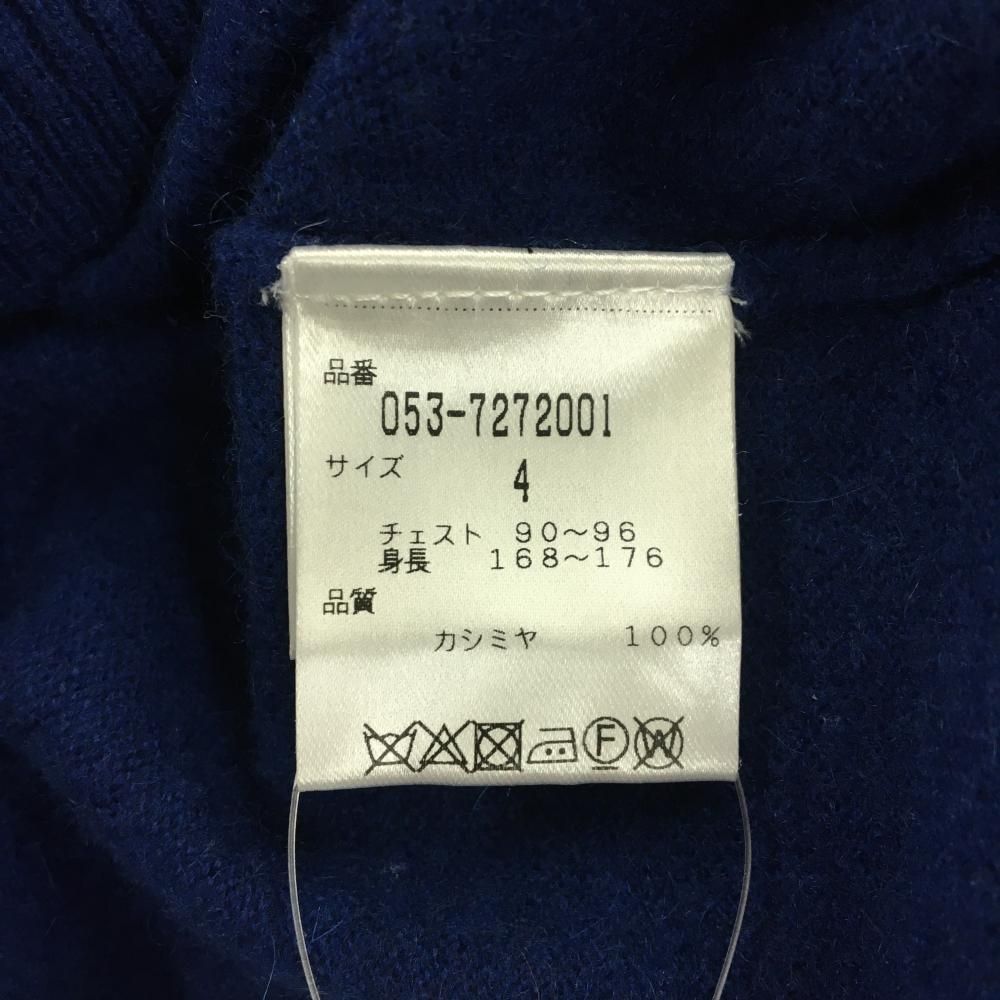 品番
053-7272001
サイズ
4
チェスト 90～96
身長 168～176
品質
カシミヤ 100%
F W